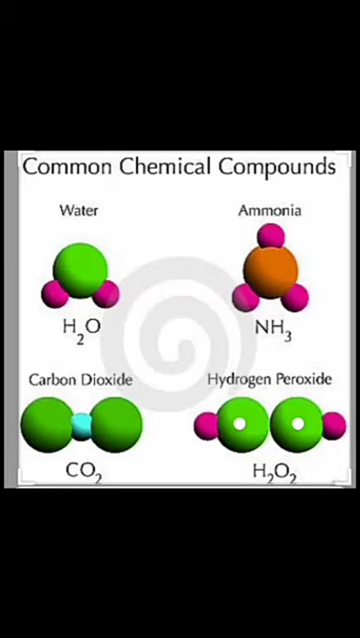 Common Chemical Compounds
Water
Ammonia
H₂O
NH₃
Carbon Dioxide
Hydrogen Peroxide
CO₂
H₂O₂